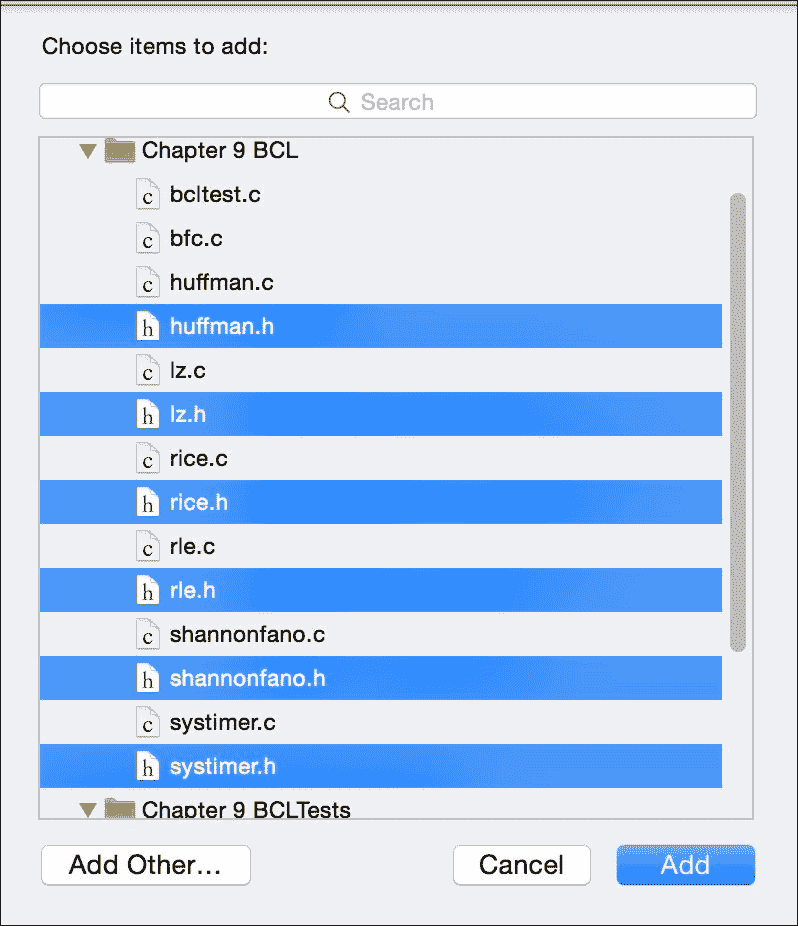 Choose items to add:
Search
Chapter 9 BCL
c bcltest.c
c bfc.c
c huffman.c
h huffman.h
c lz.c
h lz.h
c rice.c
h rice.h
c rle.c
h rle.h
c shannonfano.c
h shannonfano.h
c systimer.c
h systimer.h
Chapter 9 BCLTests
Add Other...
Cancel
Add